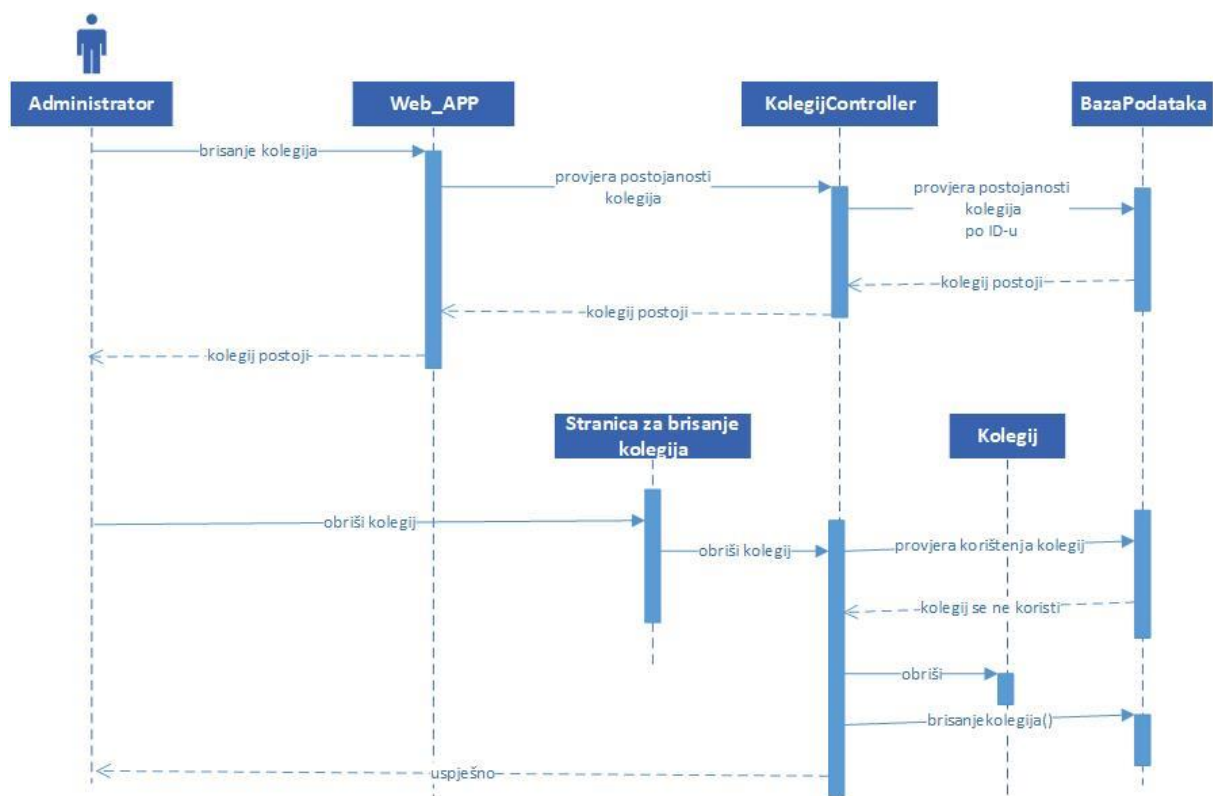 Administrator
Web_APP
KolegijController
BazaPodataka
brisanje kolegija
provjera postojanosti
kolegija
provjera postojanosti
kolegija
po ID-u
kolegij postoji
kolegij postoji
kolegij postoji
Stranica za brisanje
kolegija
Kolegij
obriši kolegij
obriši kolegij
provjera korištenja kolegij
kolegij se ne koristi
obriši
brisanjekolegija()
uspješno